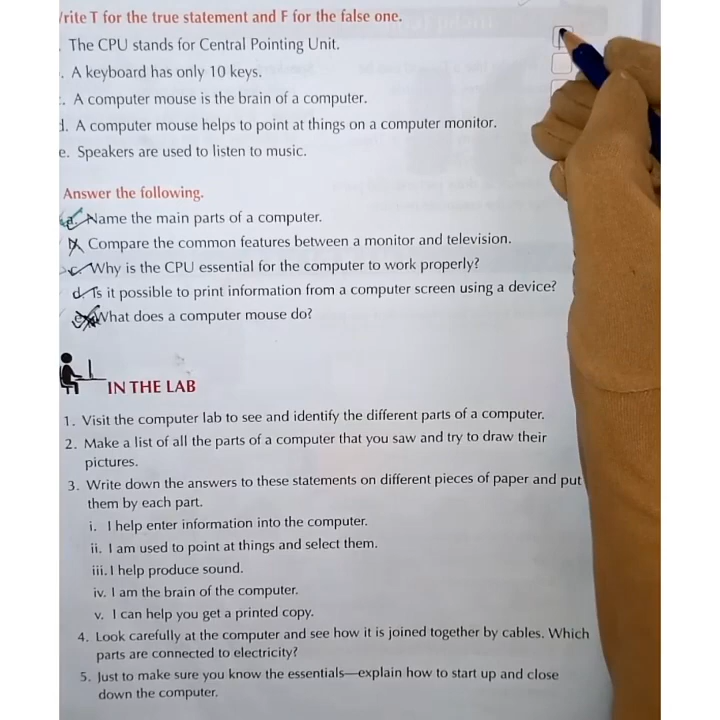 rite T for the true statement and F for the false one.
The CPU stands for Central Pointing Unit.
A keyboard has only 10 keys.
A computer mouse is the brain of a computer.
d. A computer mouse helps to point at things on a computer monitor.
e. Speakers are used to listen to music.
Answer the following.
a. Name the main parts of a computer.
Compare the common features between a monitor and television.
c. Why is the CPU essential for the computer to work properly?
d. Is it possible to print information from a computer screen using a device?
What does a computer mouse do?
IN THE LAB
1. Visit the computer lab to see and identify the different parts of a computer.
2. Make a list of all the parts of a computer that you saw and try to draw their
pictures.
3. Write down the answers to these statements on different pieces of paper and put
them by each part.
i. I help enter information into the computer.
ii. I am used to point at things and select them.
iii. I help produce sound.
iv. I am the brain of the computer.
v. I can help you get a printed copy.
4. Look carefully at the computer and see how it is joined together by cables. Which
parts are connected to electricity?
5. Just to make sure you know the essentials—explain how to start up and close
down the computer.